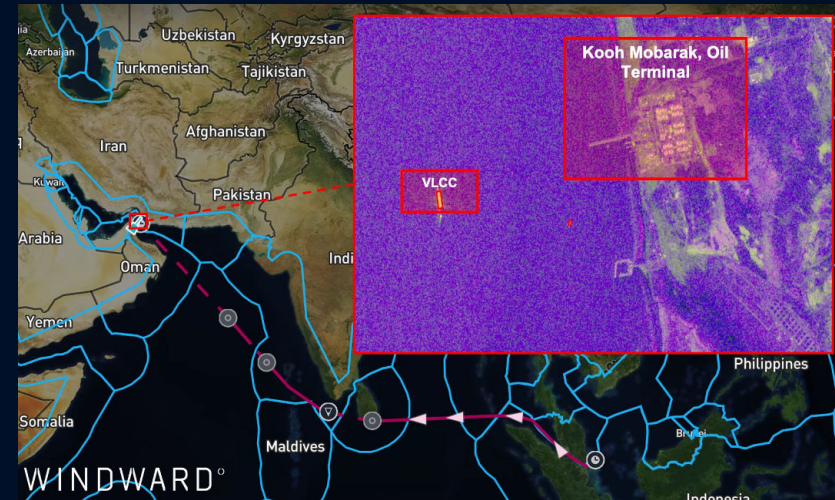 Uzbekistan
Kyrgyzstan
Azerbaijan
Turkmenistan
Tajikistan
Kooh Mobarak, Oil
Terminal
Afghanistan
Iran
VLCC
Kuwait
Pakistan
Arabia
Oman
Indi
Yemen
Philippines
Somalia
Brunei
Maldives
WINDWARD°
Indonesia